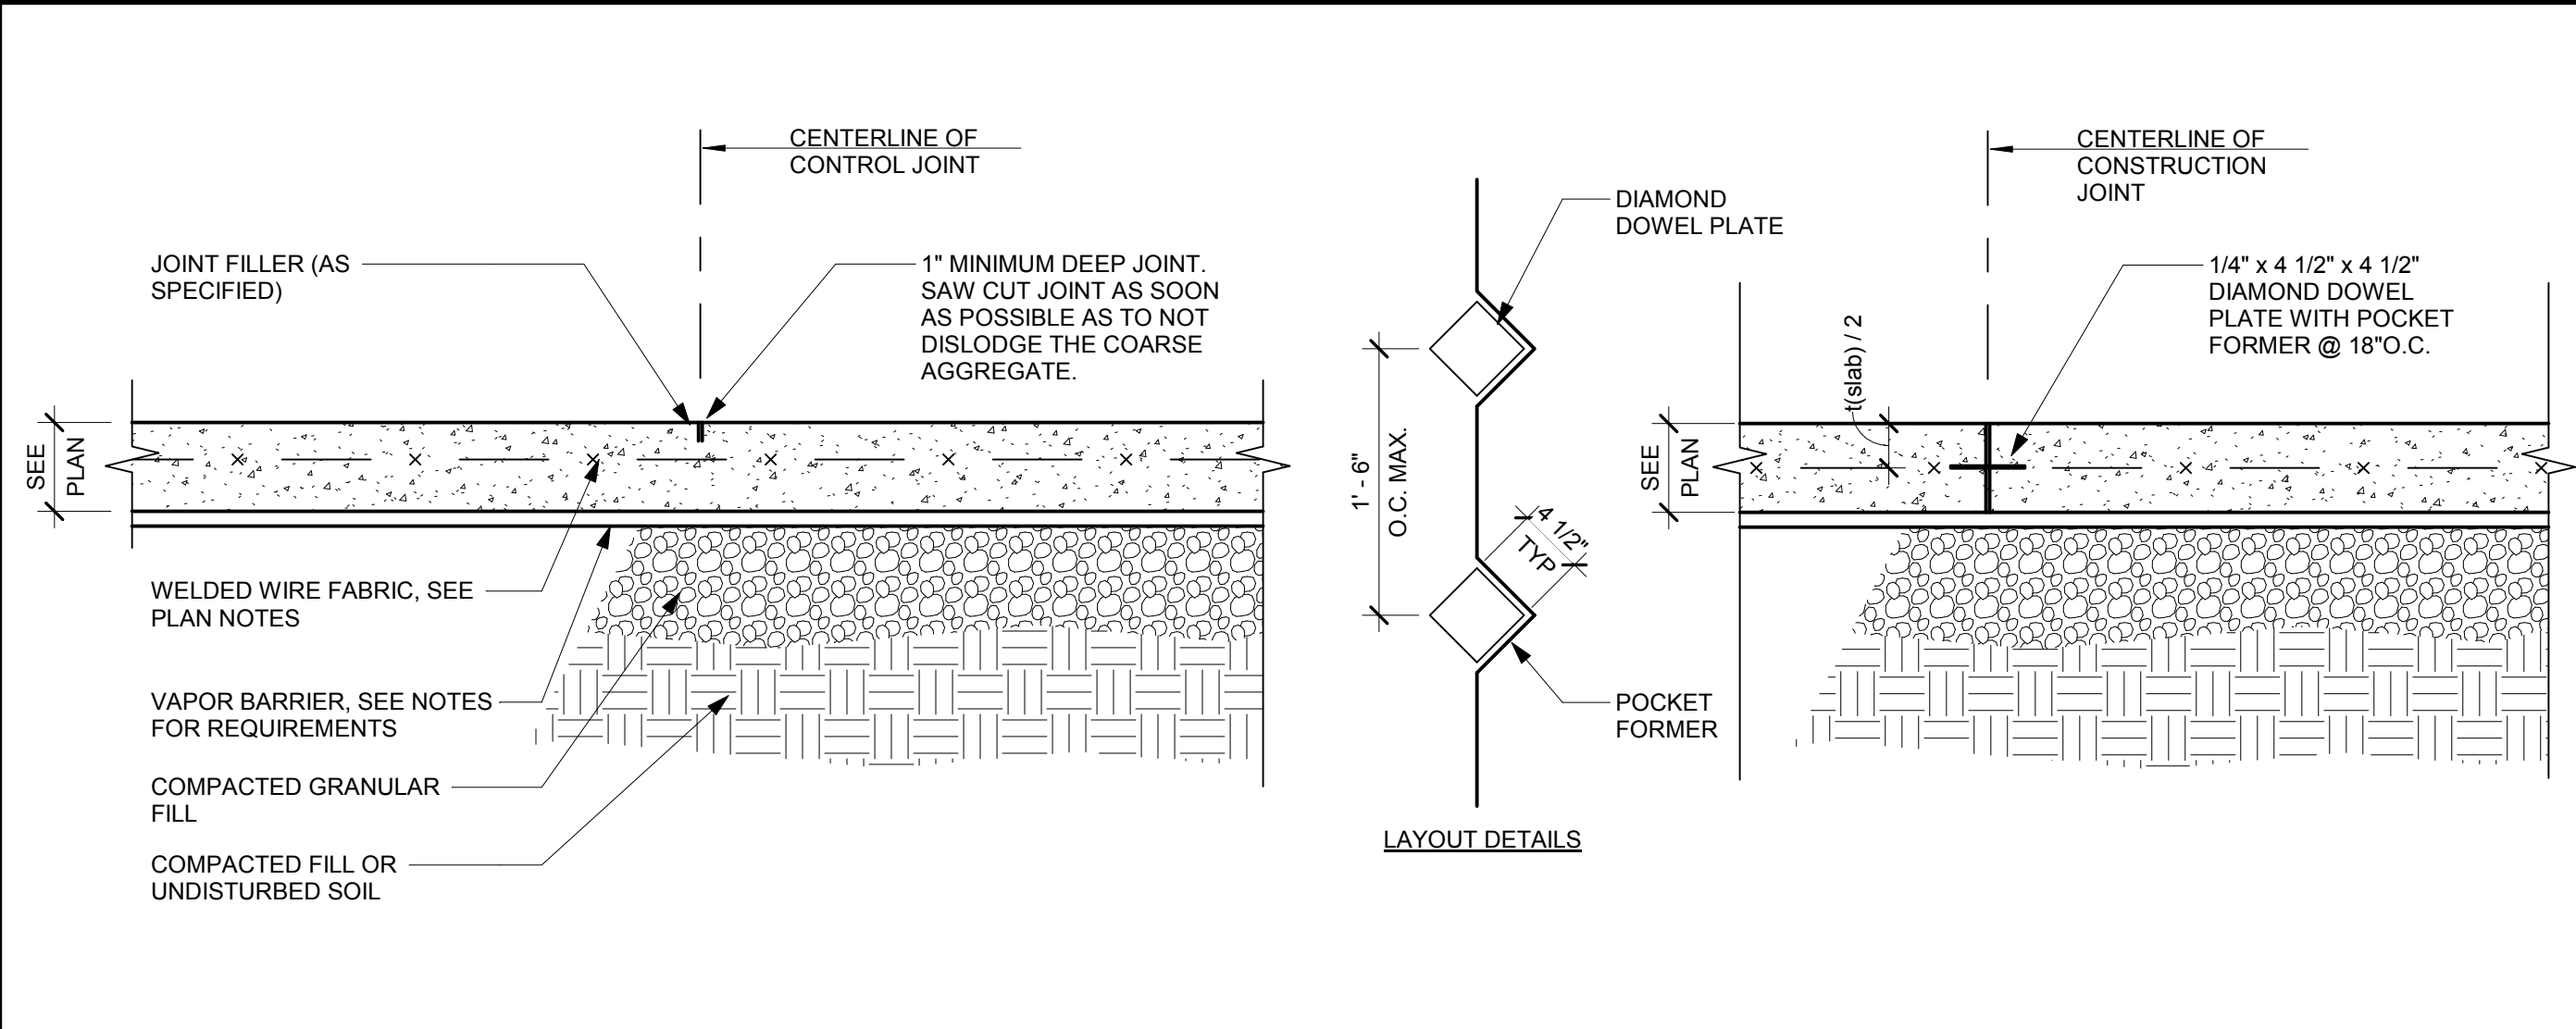 CENTERLINE OF
CONTROL JOINT
JOINT FILLER (AS
SPECIFIED)
1" MINIMUM DEEP JOINT.
SAW CUT JOINT AS SOON
AS POSSIBLE AS TO NOT
DISLODGE THE COARSE
AGGREGATE.
SEE
PLAN
WELDED WIRE FABRIC, SEE
PLAN NOTES
VAPOR BARRIER, SEE NOTES
FOR REQUIREMENTS
COMPACTED GRANULAR
FILL
COMPACTED FILL OR
UNDISTURBED SOIL
DIAMOND
DOWEL PLATE
1' - 6"
O.C. MAX.
4 1/2"
TYP
POCKET
FORMER
LAYOUT DETAILS
CENTERLINE OF
CONSTRUCTION
JOINT
1/4" x 4 1/2" x 4 1/2"
DIAMOND DOWEL
PLATE WITH POCKET
FORMER @ 18"O.C.
t(slab) / 2
SEE
PLAN